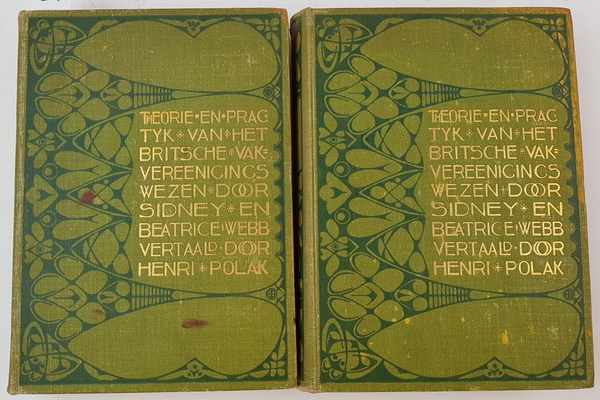 THEORIE EN PRAC
TYK VAN HET
BRITSCHE VAK=
VEREENIGINGS
WEZEN DOOR
SIDNEY EN
BEATRICE WEBB
VERTAALD DOOR
HENRI POLAK
THEORIE EN PRAG
TYK VAN HET
BRITSCHE VAK=
VEREENIGINGS
WEZEN DOOR
SIDNEY EN
BEATRICE WEBB
VERTAALD DOOR
HENRI POLAK